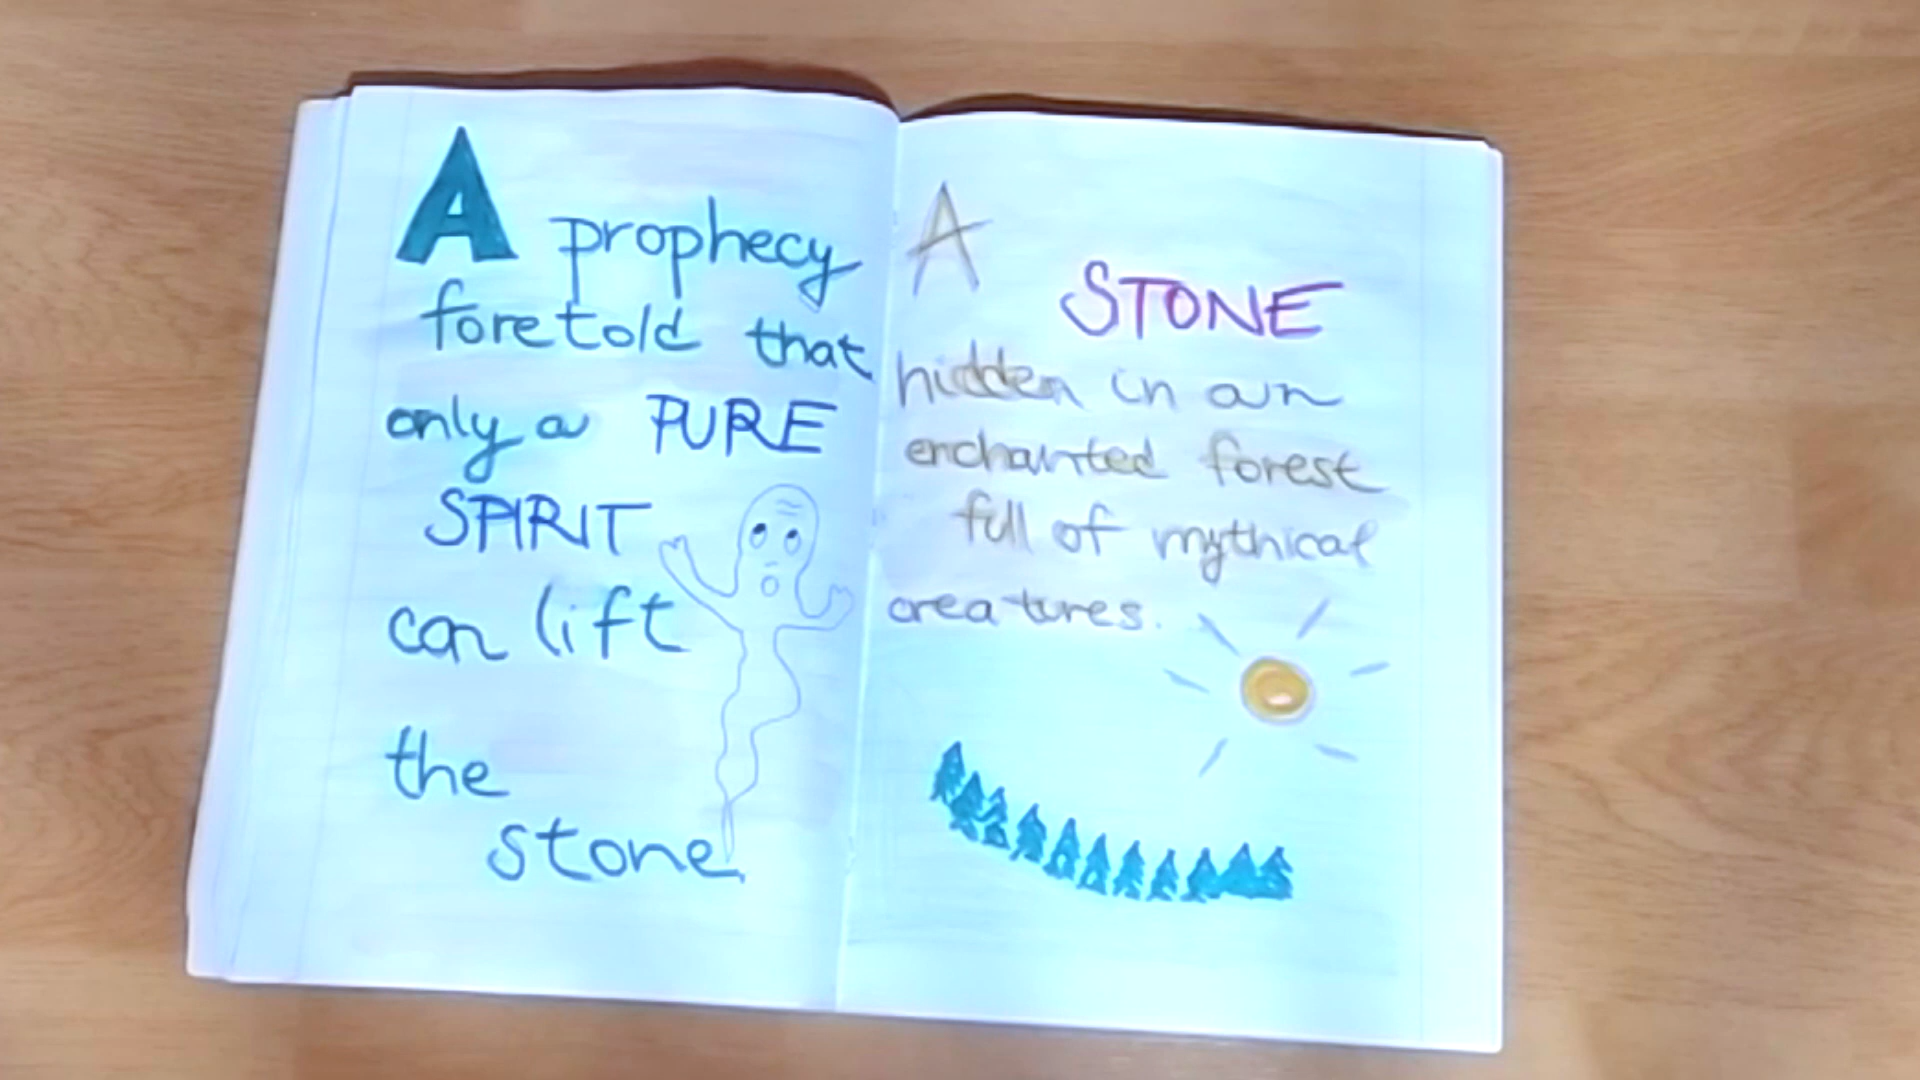 A prophecy
foretold that
only a PURE
SPIRIT
can lift
the
stone
A
STONE
hidden in an
enchanted forest
full of mythical
creatures.